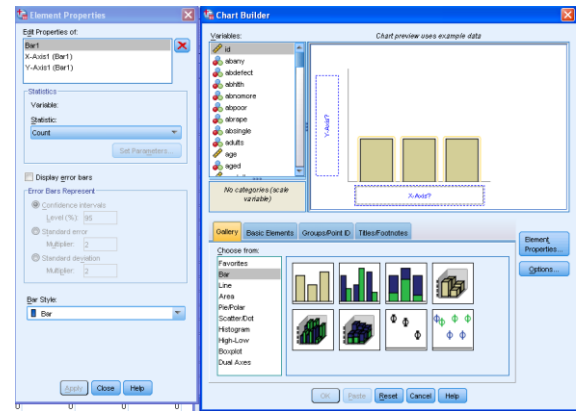 Element Properties
Edit Properties of:
Bar1
X-Axis1 (Bar1)
Y-Axis1 (Bar1)
Statistics
Variable:
Statistic:
Count
Set Parameters...
Display error bars
Error Bars Represent
Confidence intervals
Level (%): 95
Standard error
Multiplier: 2
Standard deviation
Multiplier: 2
Bar Style:
Bar
Apply Close Help
0 0 0 0
Chart Builder
Variables:
id
abany
abdefect
abhlth
abnomore
abpoor
abrape
absingle
adults
age
aged
No categories (scale
variable)
Chart preview uses example data
Y-Axis?
X-Axis?
Gallery Basic Elements Groups/Point ID Titles/Footnotes
Choose from:
Favorites
Bar
Line
Area
Pie/Polar
Scatter/Dot
Histogram
High-Low
Boxplot
Dual Axes
Element
Properties...
Options...
OK Paste Reset Cancel Help